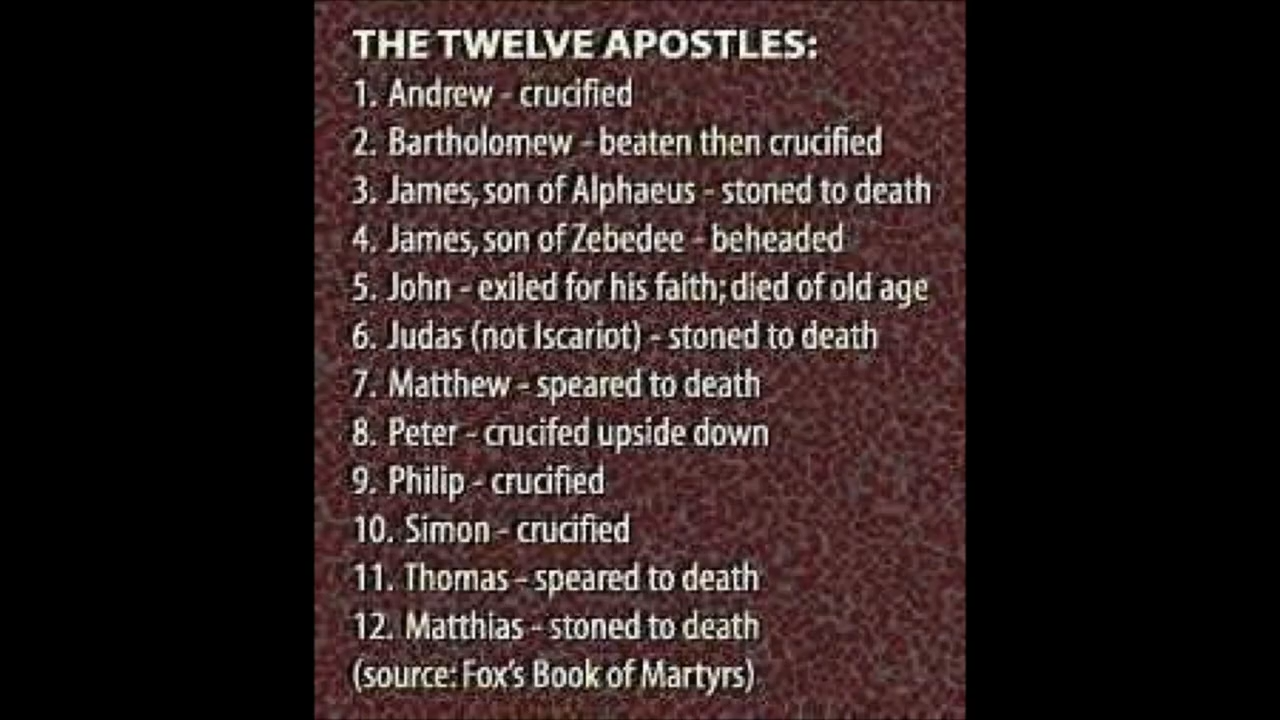 THE TWELVE APOSTLES:
1. Andrew - crucified
2. Bartholomew - beaten then crucified
3. James, son of Alphaeus - stoned to death
4. James, son of Zebedee - beheaded
5. John - exiled for his faith; died of old age
6. Judas (not Iscariot) - stoned to death
7. Matthew - speared to death
8. Peter - crucifed upside down
9. Philip - crucified
10. Simon - crucified
11. Thomas - speared to death
12. Matthias - stoned to death
(source: Fox's Book of Martyrs)